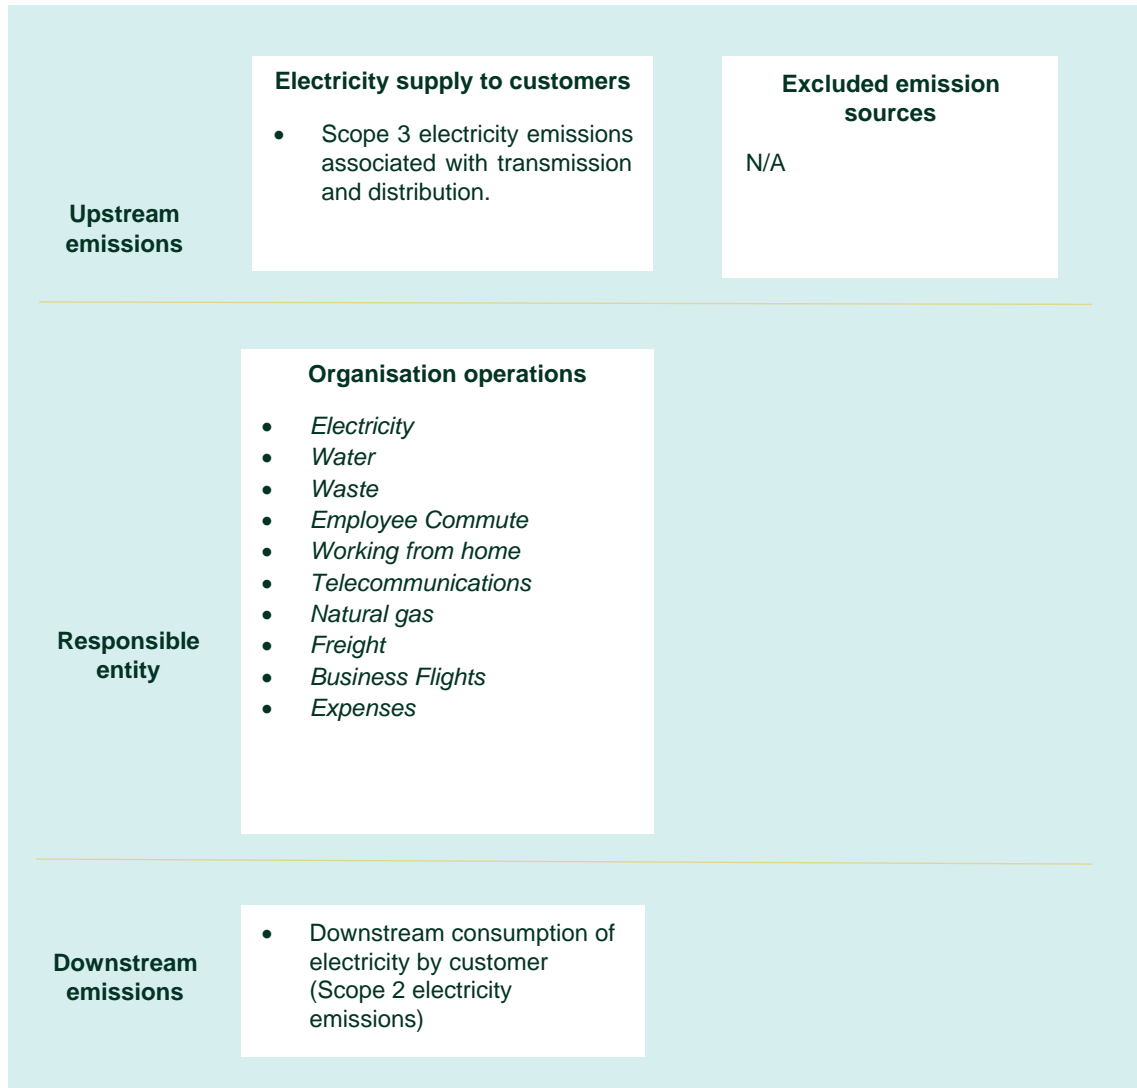 Upstream
emissions
Electricity supply to customers
• Scope 3 electricity emissions
associated with transmission
and distribution.
Excluded emission
sources
N/A
Responsible
entity
Organisation operations
• Electricity
• Water
• Waste
• Employee Commute
• Working from home
• Telecommunications
• Natural gas
• Freight
• Business Flights
• Expenses
Downstream
emissions
• Downstream consumption of
electricity by customer
(Scope 2 electricity
emissions)